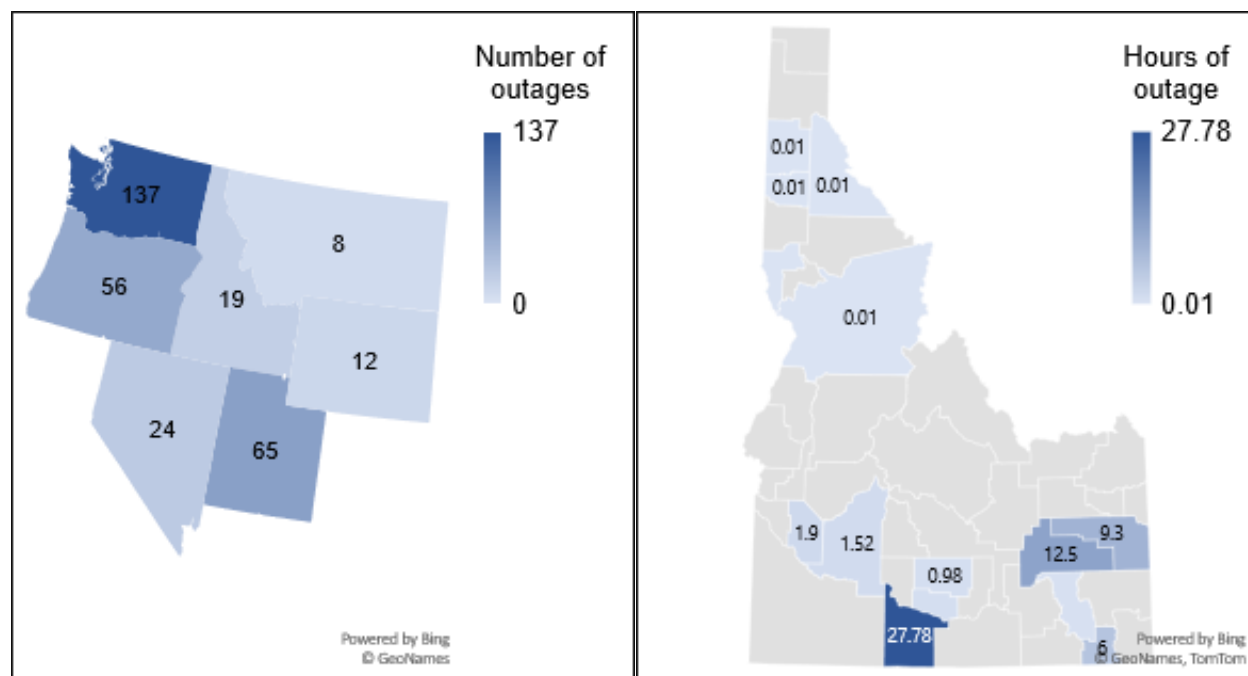 Number of
outages
137
0
137
8
56
19
12
24
65
Powered by Bing
© GeoNames
Hours of
outage
27.78
0.01
0.01
0.01
0.01
0.01
1.9
1.52
0.98
9.3
12.5
27.78
6
Powered by Bing
© GeoNames, TomTom